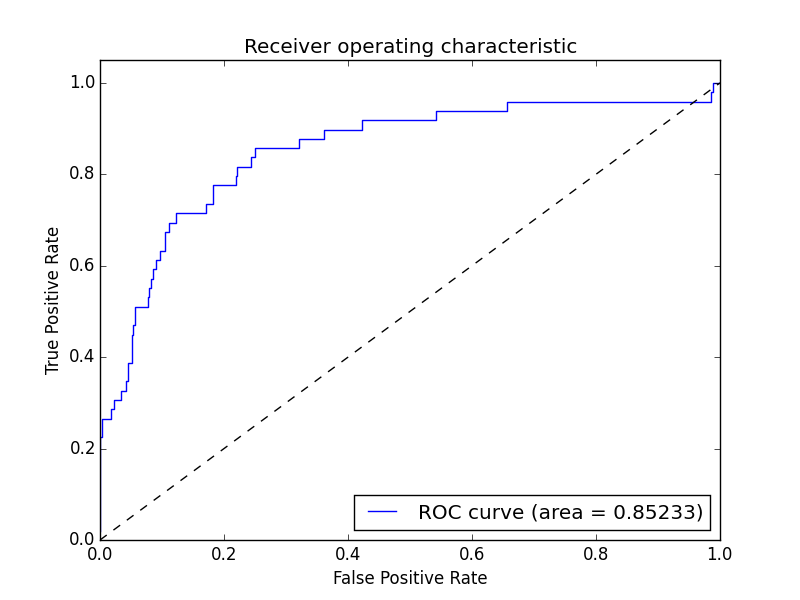 Receiver operating characteristic
True Positive Rate
1.0
0.8
0.6
0.4
0.2
0.0
ROC curve (area = 0.85233)
0.0 0.2 0.4 0.6 0.8 1.0
False Positive Rate